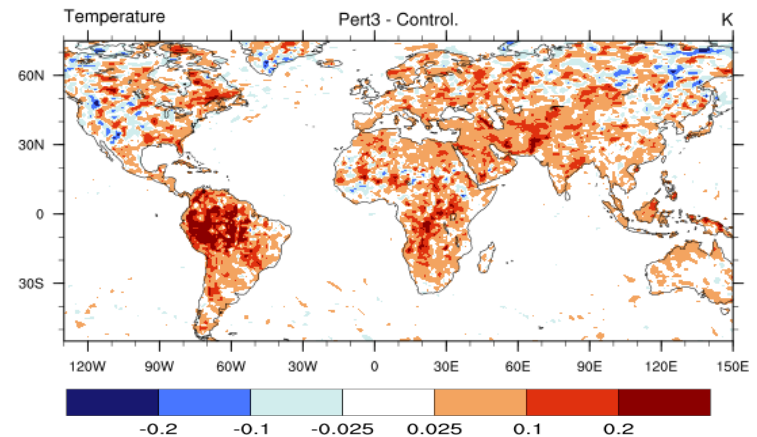 Temperature Pert3 - Control. K
60N
30N
0
30S
120W 90W 60W 30W 0 30E 60E 90E 120E 150E
-0.2 -0.1 -0.025 0.025 0.1 0.2